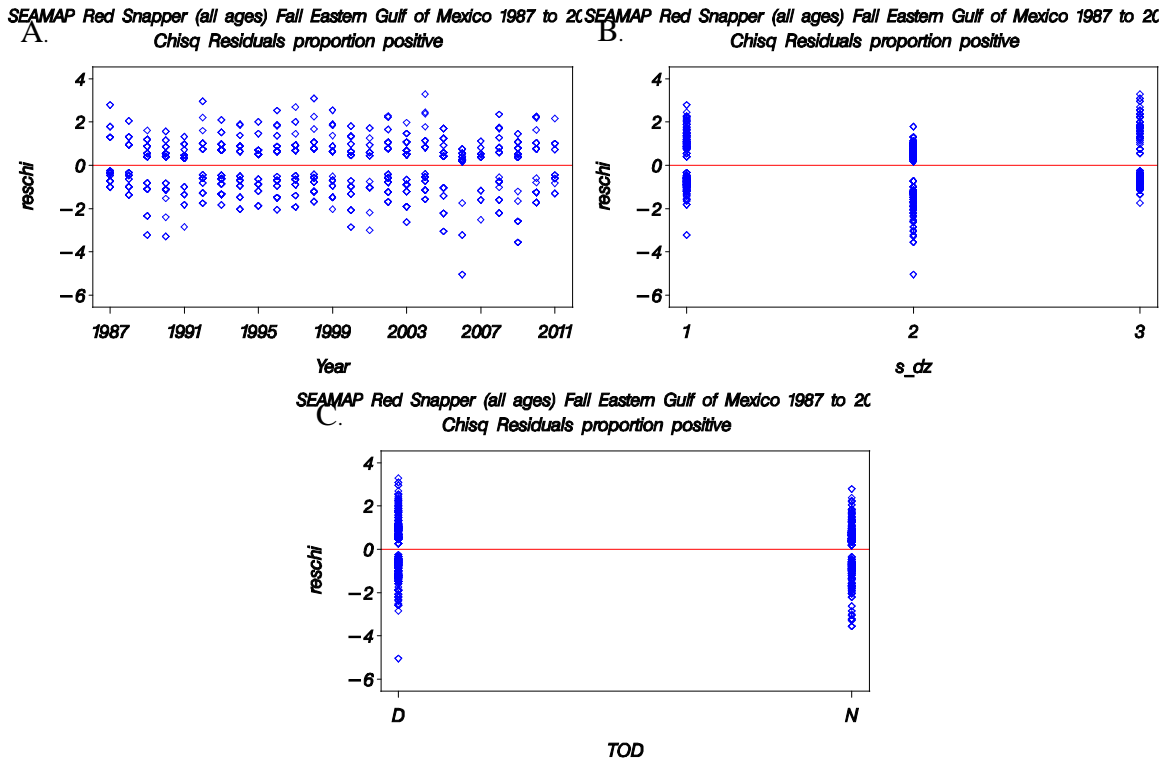 SEAMAP Red Snapper (all ages) Fall Eastern Gulf of Mexico 1987 to 20
A.
Chisq Residuals proportion positive
4
2
0
−2
−4
−6
reschi
1987 1991 1995 1999 2003 2007 2011
Year
SEAMAP Red Snapper (all ages) Fall Eastern Gulf of Mexico 1987 to 20
B.
Chisq Residuals proportion positive
4
2
0
−2
−4
−6
reschi
1 2 3
s_dz
SEAMAP Red Snapper (all ages) Fall Eastern Gulf of Mexico 1987 to 20
C.
Chisq Residuals proportion positive
4
2
0
−2
−4
−6
reschi
D N
TOD